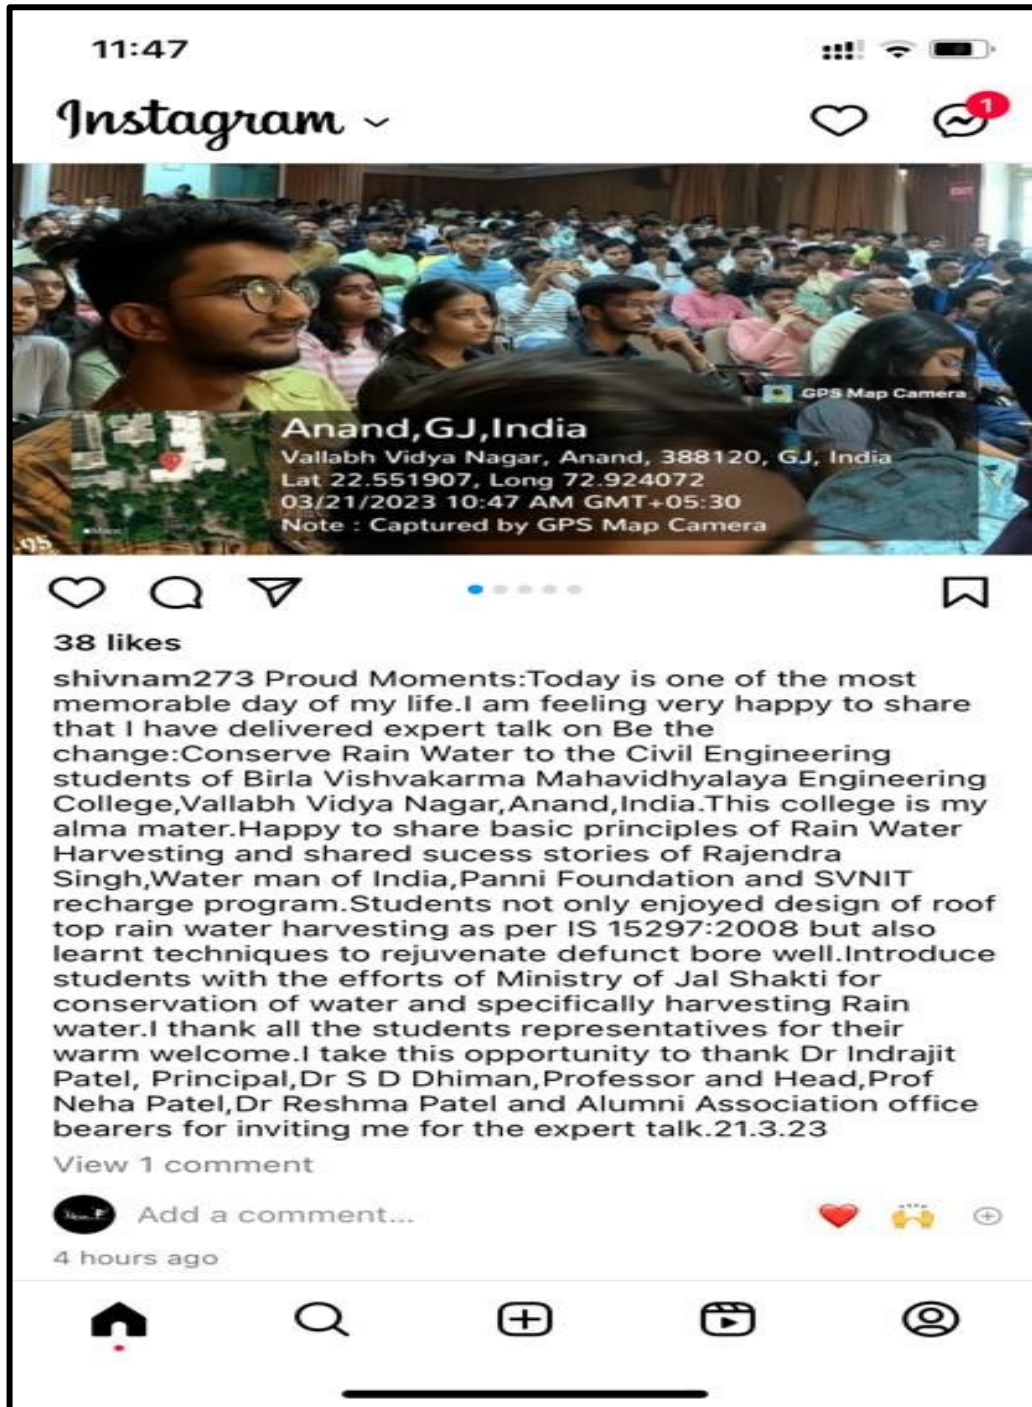 11:47
Instagram
1
EXIT
GPS Map Camera
Anand,GJ,India
Vallabh Vidya Nagar, Anand, 388120, GJ, India
Lat 22.551907, Long 72.924072
03/21/2023 10:47 AM GMT+05:30
Note : Captured by GPS Map Camera
38 likes
shivnam273 Proud Moments:Today is one of the most
memorable day of my life.I am feeling very happy to share
that I have delivered expert talk on Be the
change:Conserve Rain Water to the Civil Engineering
students of Birla Vishvakarma Mahavidhyalaya Engineering
College,Vallabh Vidya Nagar,Anand,India.This college is my
alma mater.Happy to share basic principles of Rain Water
Harvesting and shared sucess stories of Rajendra
Singh,Water man of India,Panni Foundation and SVNIT
recharge program.Students not only enjoyed design of roof
top rain water harvesting as per IS 15297:2008 but also
learnt techniques to rejuvenate defunct bore well.Introduce
students with the efforts of Ministry of Jal Shakti for
conservation of water and specifically harvesting Rain
water.I thank all the students representatives for their
warm welcome.I take this opportunity to thank Dr Indrajit
Patel, Principal,Dr S D Dhiman,Professor and Head,Prof
Neha Patel,Dr Reshma Patel and Alumni Association office
bearers for inviting me for the expert talk.21.3.23
View 1 comment
Add a comment...
4 hours ago